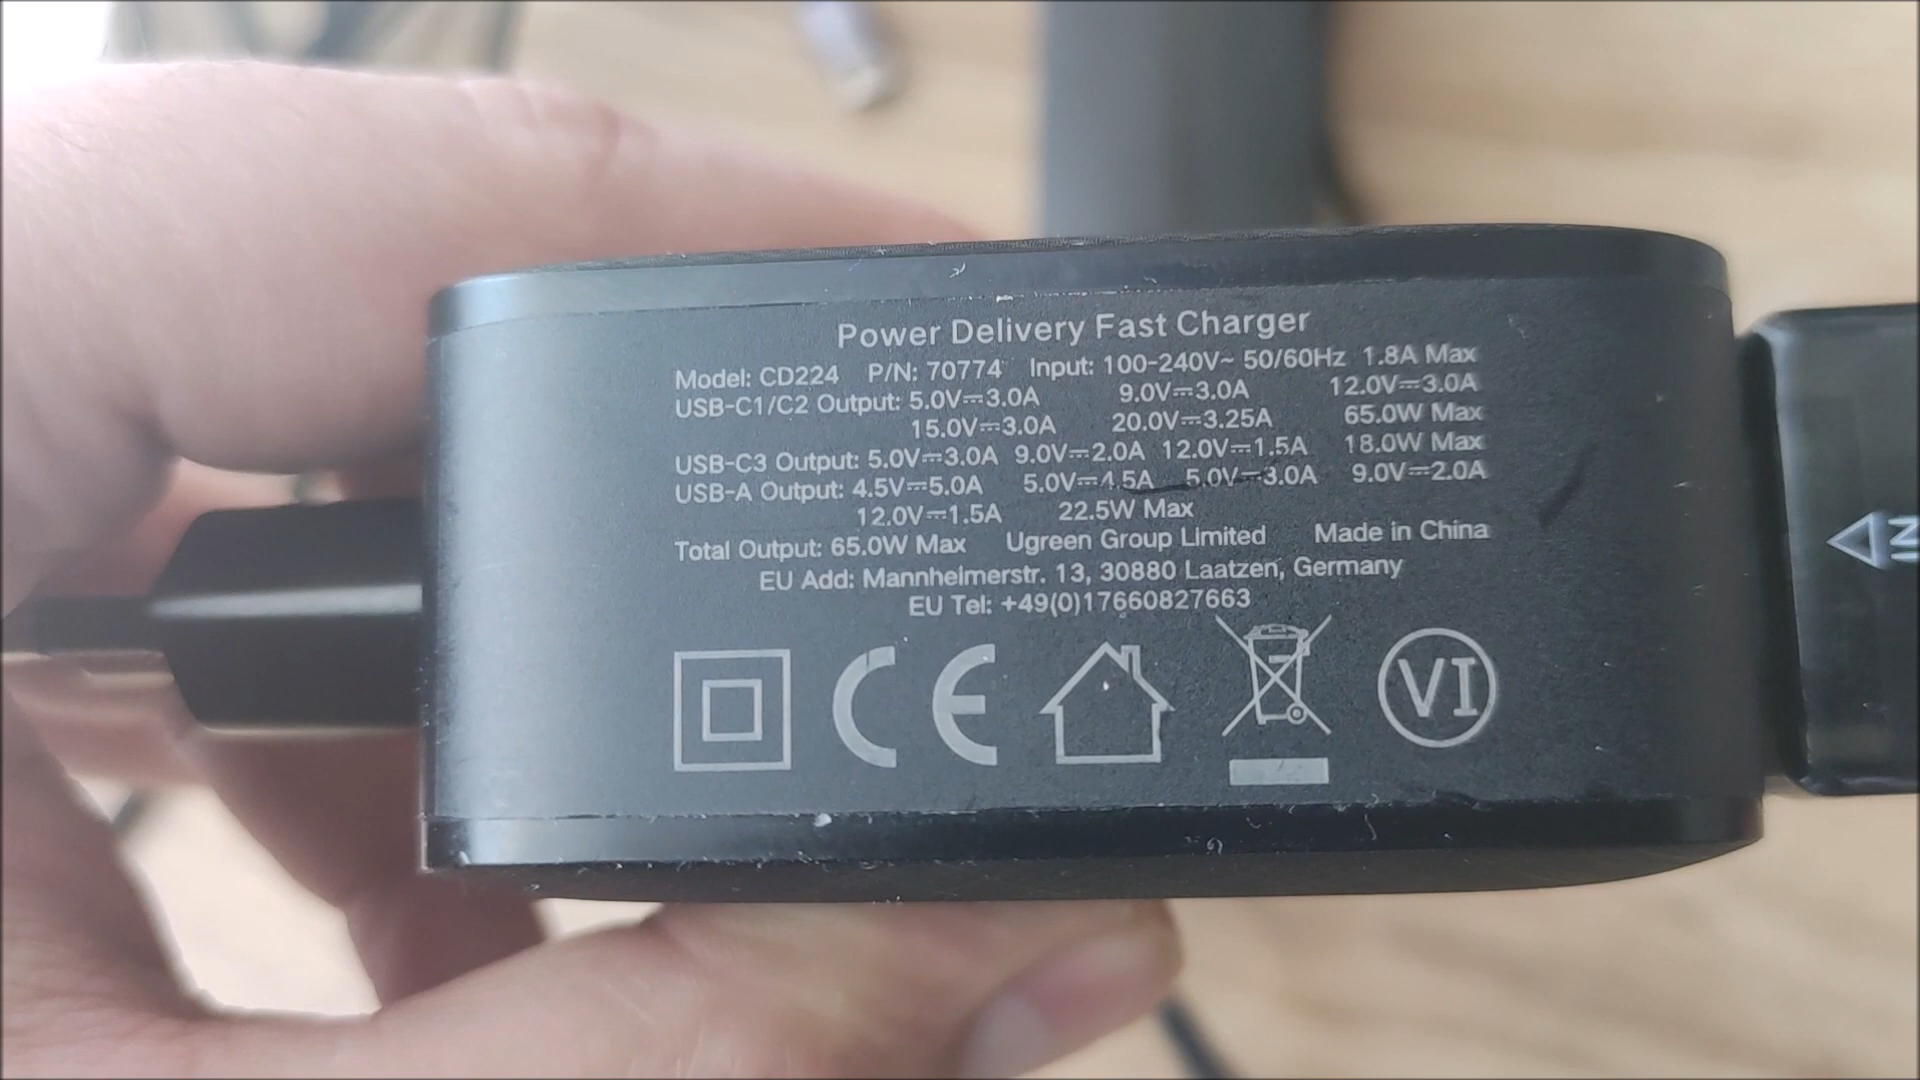 Power Delivery Fast Charger
Model: CD224 P/N: 70774 Input: 100-240V~ 50/60Hz 1.8A Max
USB-C1/C2 Output: 5.0V⎓3.0A 9.0V⎓3.0A 12.0V⎓3.0A
15.0V⎓3.0A 20.0V⎓3.25A 65.0W Max
USB-C3 Output: 5.0V⎓3.0A 9.0V⎓2.0A 12.0V⎓1.5A 18.0W Max
USB-A Output: 4.5V⎓5.0A 5.0V⎓4.5A 5.0V⎓3.0A 9.0V⎓2.0A
12.0V⎓1.5A 22.5W Max
Total Output: 65.0W Max Ugreen Group Limited Made in China
EU Add: Mannheimerstr. 13, 30880 Laatzen, Germany
EU Tel: +49(0)17660827663
CE VI